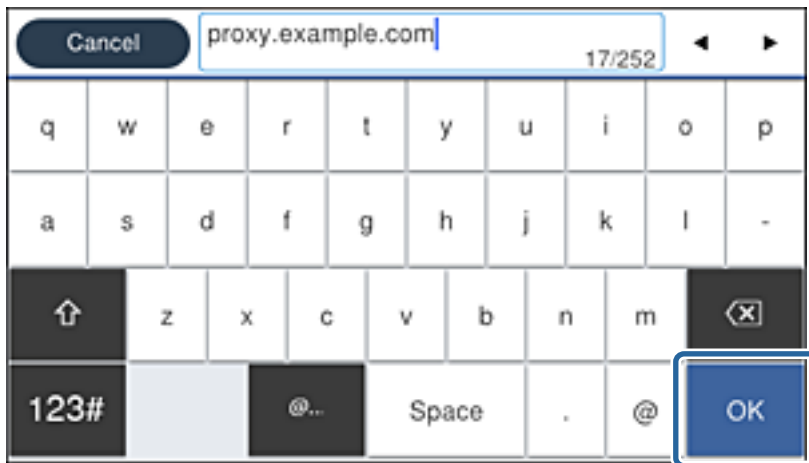 Cancel proxy.example.com
17/252
q w e r t y u i o p
a s d f g h j k l -
z x c v b n m
123# @... Space . @ OK